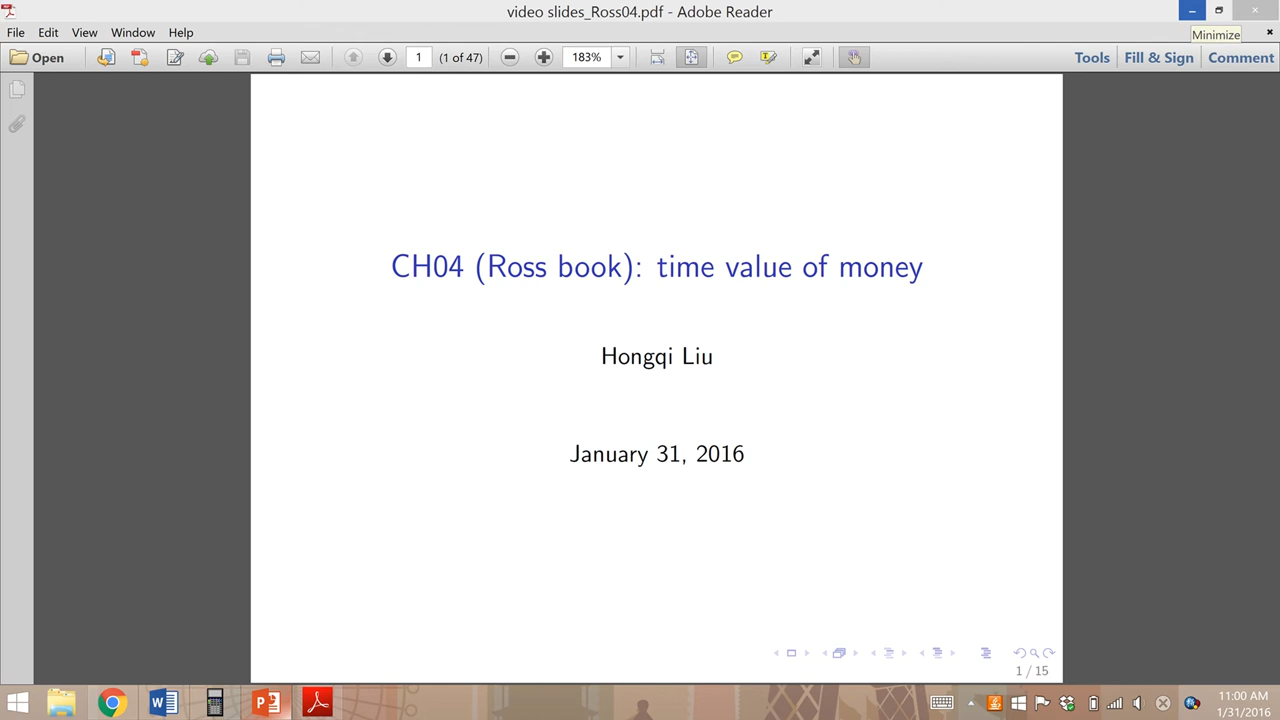 video slides_Ross04.pdf - Adobe Reader
File Edit View Window Help
Minimize
Open 1 (1 of 47) 183% Tools Fill & Sign Comment
CH04 (Ross book): time value of money
Hongqi Liu
January 31, 2016
1 / 15
11:00 AM
1/31/2016